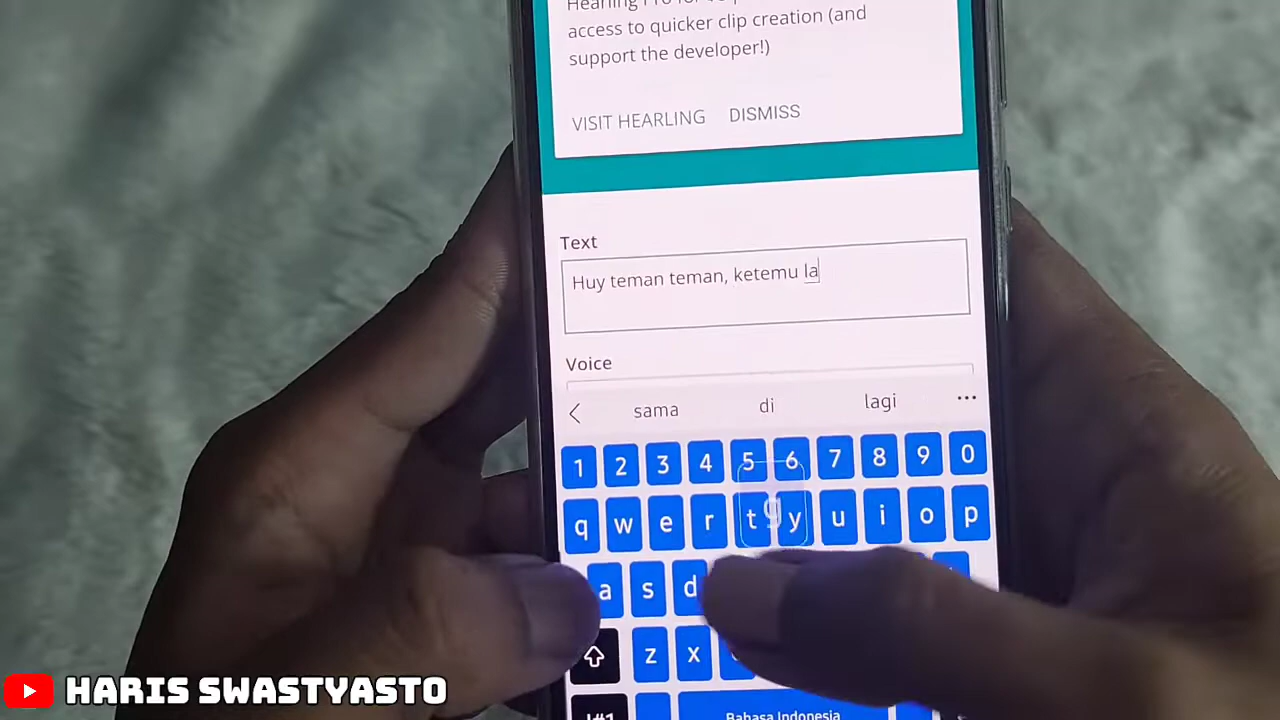 access to quicker clip creation (and
support the developer!)
VISIT HEARLING DISMISS
Text
Huy teman teman, ketemu la
Voice
sama di lagi
1 2 3 4 5 6 7 8 9 0
q w e r t y u i o p
g
a s d
z x
!#1 Bahasa Indonesia
HARIS SWASTYASTO